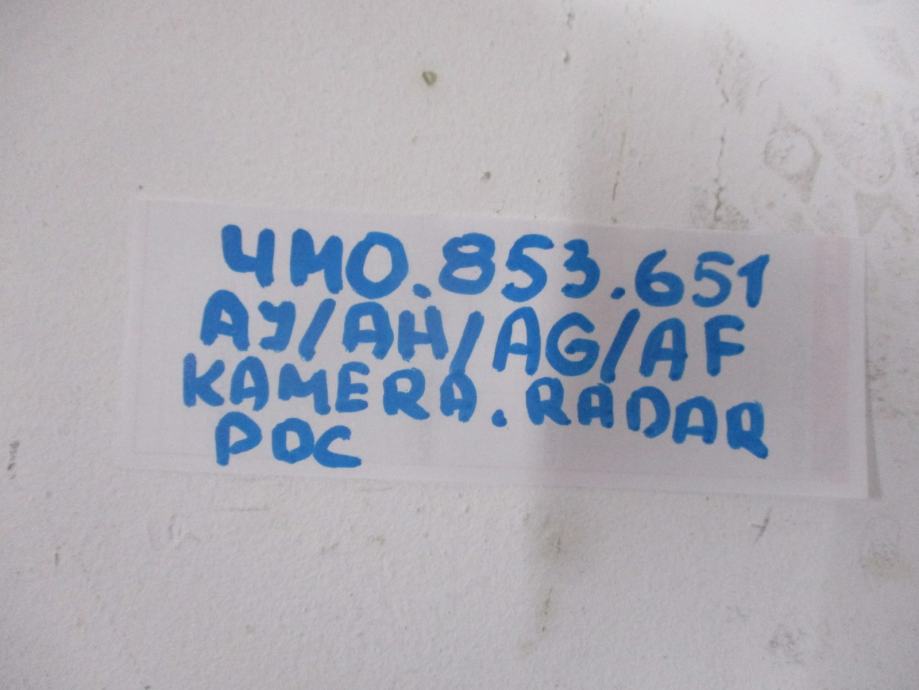 4M0.853.651
AJ/AH/AG/AF
KAMERA.RADAR
PDC